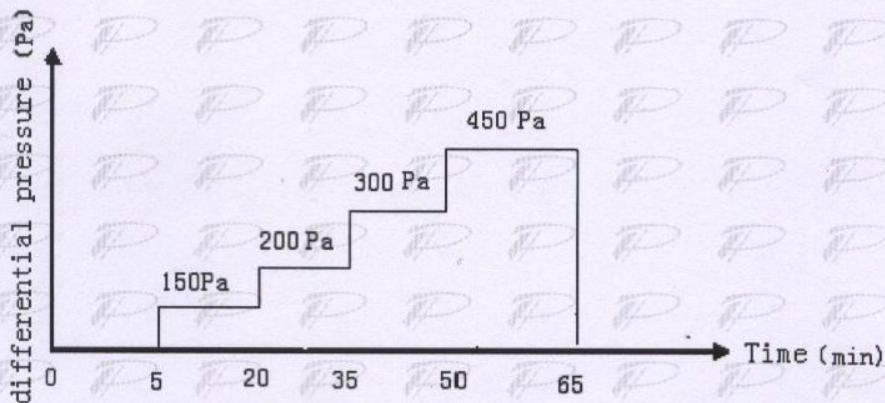 differential pressure (Pa)
450 Pa
300 Pa
200 Pa
150Pa
Time (min)
0 5 20 35 50 65